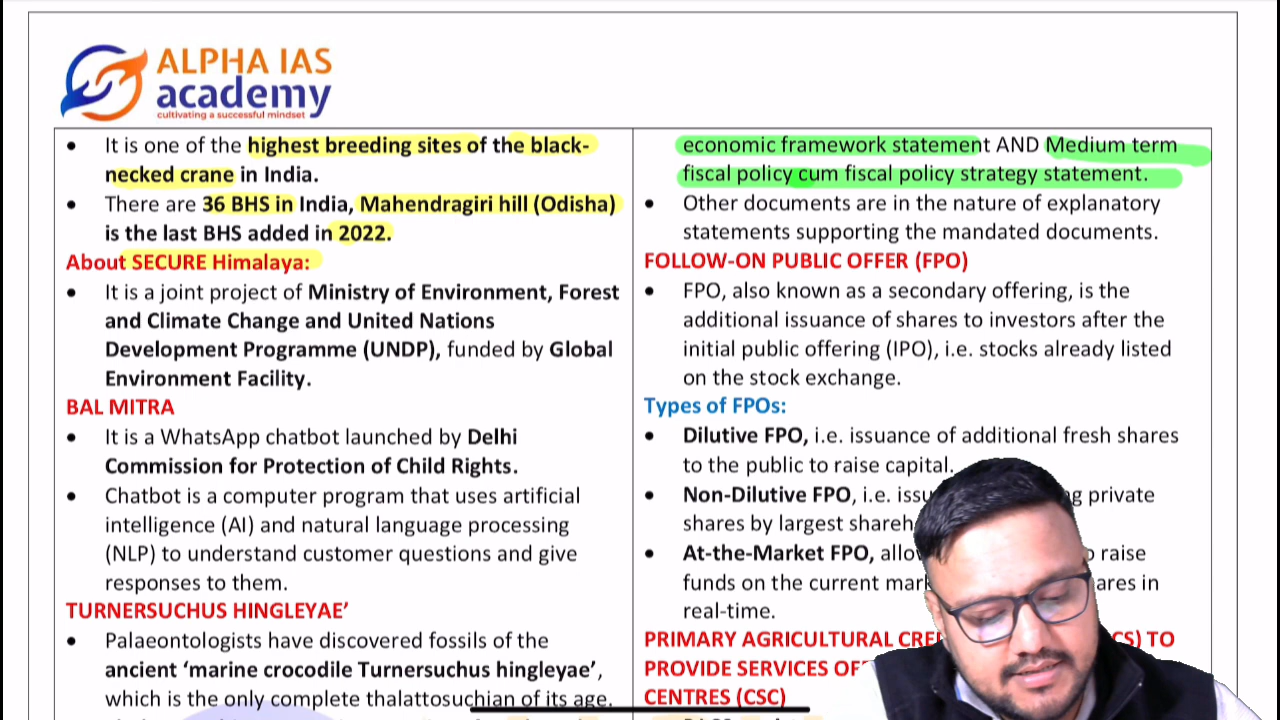 ALPHA IAS
academy
cultivating a successful mindset
• It is one of the highest breeding sites of the black-
necked crane in India.
• There are 36 BHS in India, Mahendragiri hill (Odisha)
is the last BHS added in 2022.
About SECURE Himalaya:
• It is a joint project of Ministry of Environment, Forest
and Climate Change and United Nations
Development Programme (UNDP), funded by Global
Environment Facility.
BAL MITRA
• It is a WhatsApp chatbot launched by Delhi
Commission for Protection of Child Rights.
• Chatbot is a computer program that uses artificial
intelligence (AI) and natural language processing
(NLP) to understand customer questions and give
responses to them.
TURNERSUCHUS HINGLEYAE’
• Palaeontologists have discovered fossils of the
ancient ‘marine crocodile Turnersuchus hingleyae’,
which is the only complete thalattosuchian of its age.
economic framework statement AND Medium term
fiscal policy cum fiscal policy strategy statement.
• Other documents are in the nature of explanatory
statements supporting the mandated documents.
FOLLOW-ON PUBLIC OFFER (FPO)
• FPO, also known as a secondary offering, is the
additional issuance of shares to investors after the
initial public offering (IPO), i.e. stocks already listed
on the stock exchange.
Types of FPOs:
• Dilutive FPO, i.e. issuance of additional fresh shares
to the public to raise capital.
• Non-Dilutive FPO, i.e. private
shares by largest
• At-the-Market FPO, raise
funds on the current in
real-time.
PRIMARY AGRICULTURAL TO
PROVIDE SERVICES
CENTRES (CSC)